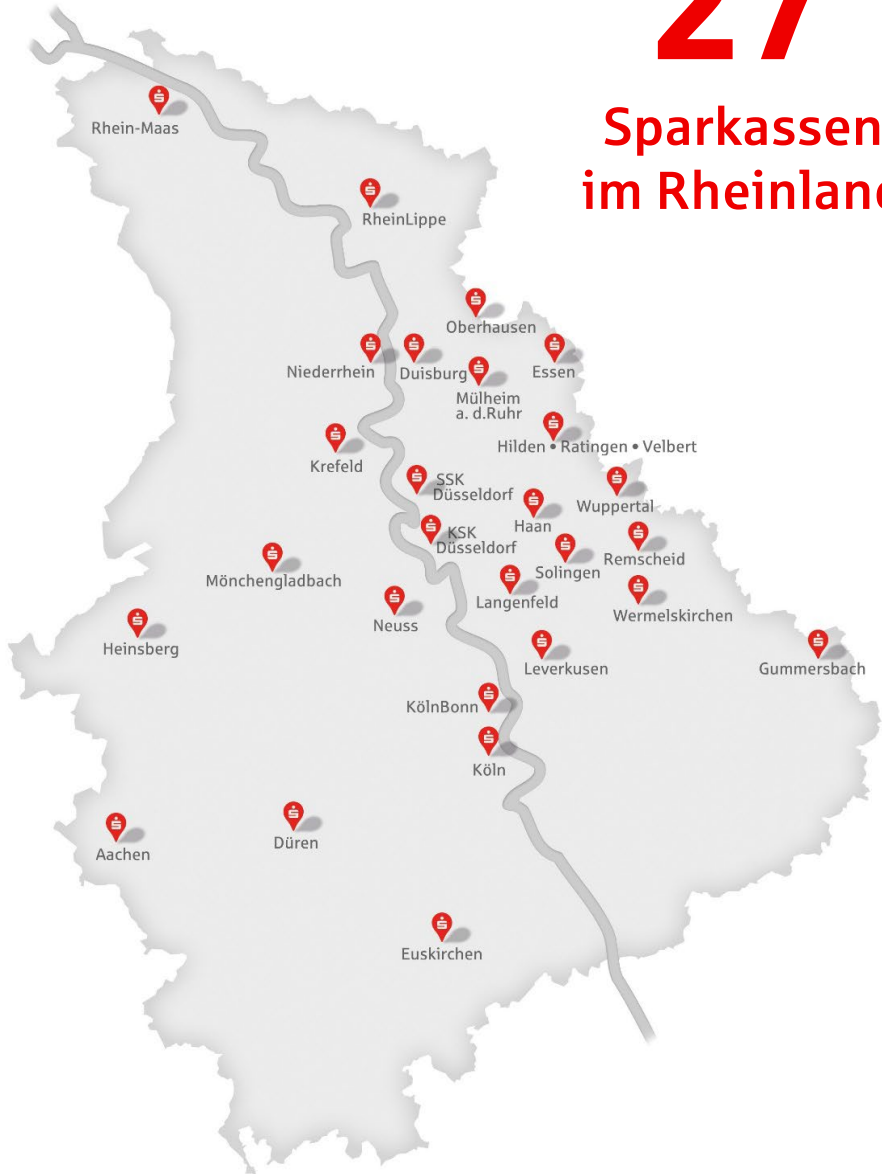 27
Sparkassen
im Rheinland
Rhein-Maas
RheinLippe
Oberhausen
Niederrhein
Duisburg
Essen
Mülheim
a. d.Ruhr
Hilden • Ratingen • Velbert
Krefeld
SSK
Düsseldorf
Wuppertal
Haan
KSK
Düsseldorf
Remscheid
Solingen
Mönchengladbach
Langenfeld
Wermelskirchen
Neuss
Heinsberg
Leverkusen
Gummersbach
KölnBonn
Köln
Düren
Aachen
Euskirchen